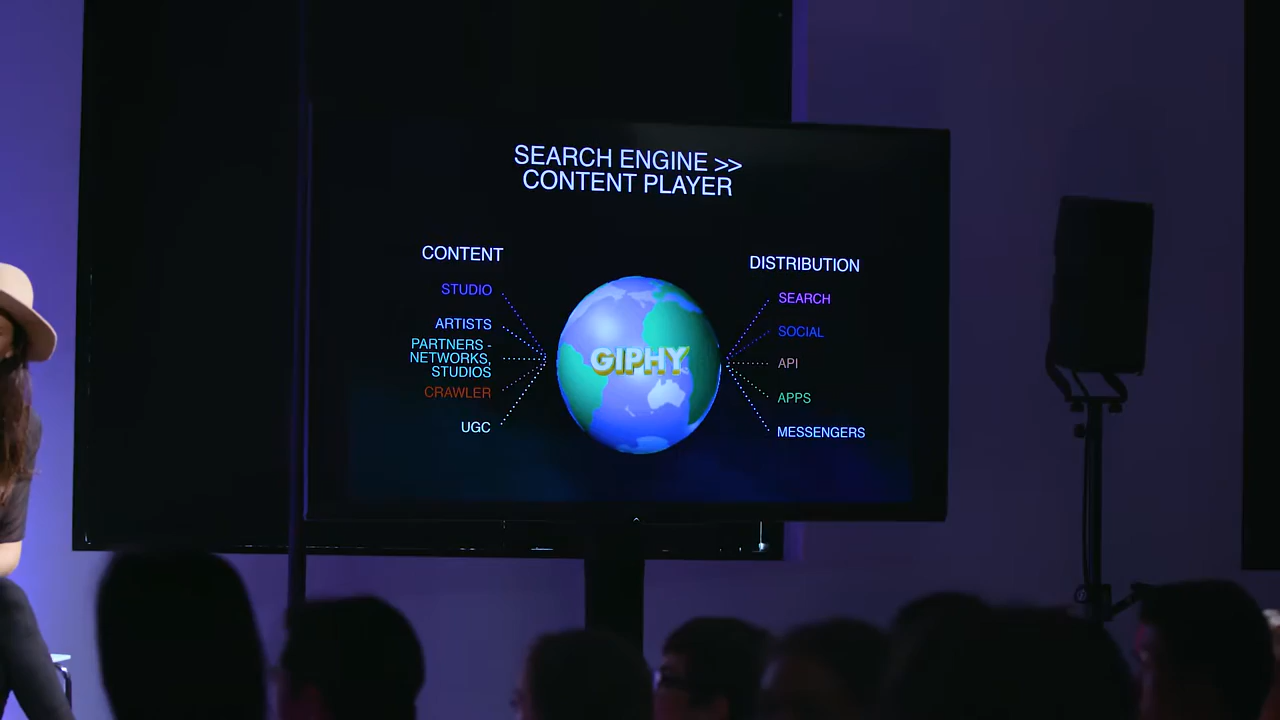 SEARCH ENGINE >>
CONTENT PLAYER
CONTENT
STUDIO
ARTISTS
PARTNERS -
NETWORKS,
STUDIOS
CRAWLER
UGC
GIPHY
DISTRIBUTION
SEARCH
SOCIAL
API
APPS
MESSENGERS